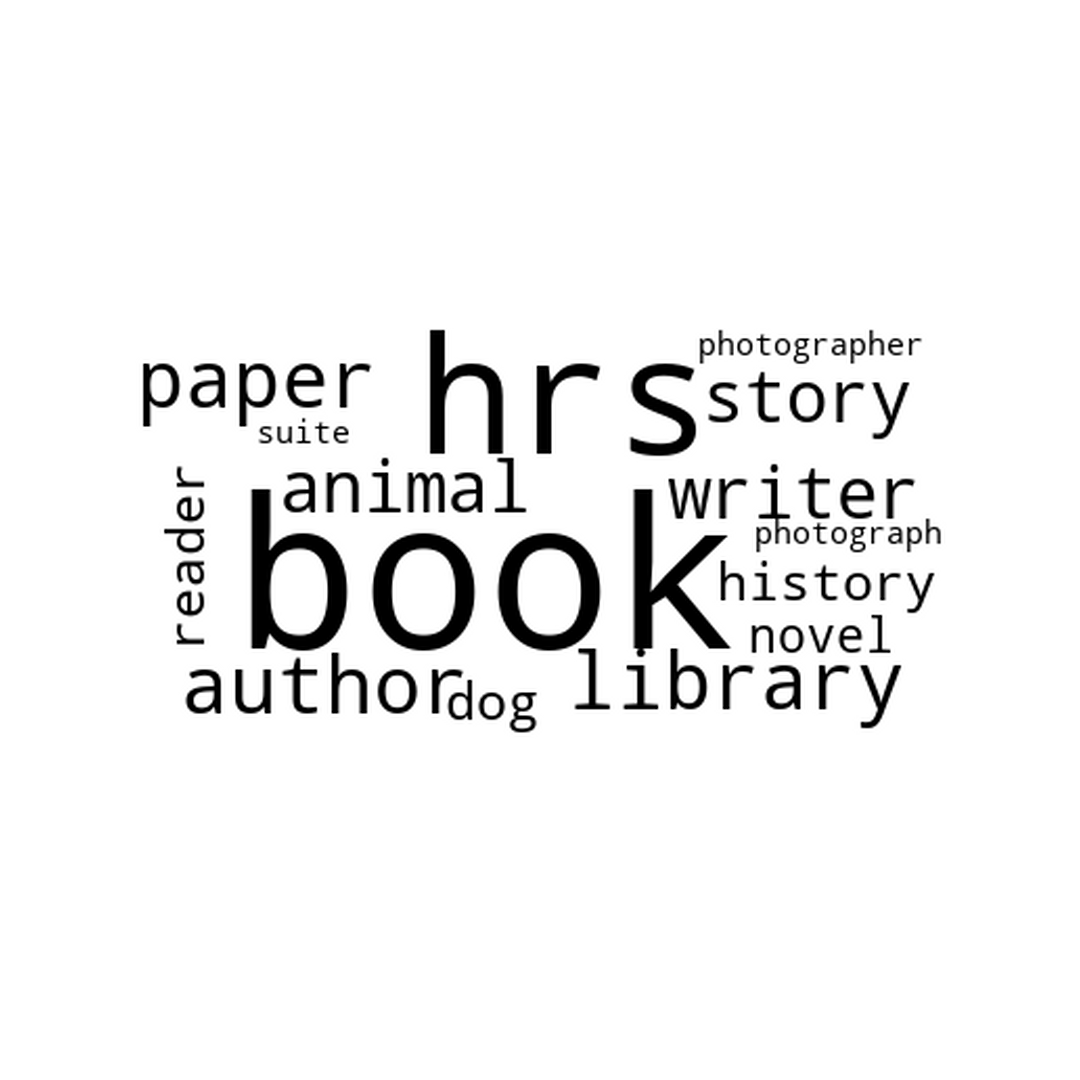 photographer
paper hrs story
suite
animal writer
reader
photograph
book history
novel
author dog library